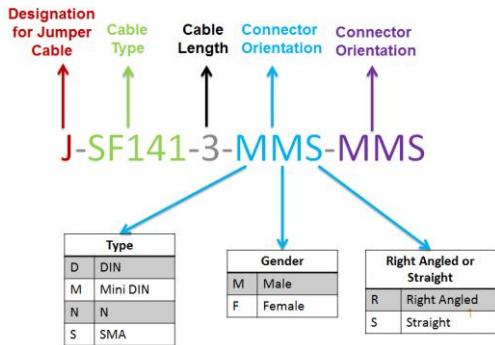 Designation
for Jumper
Cable
Cable
Type
Cable
Length
Connector
Orientation
Connector
Orientation
J-SF141-3-MMS-MMS
Type
D DIN
M Mini DIN
N N
S SMA
Gender
M Male
F Female
Right Angled or
Straight
R Right Angled
S Straight